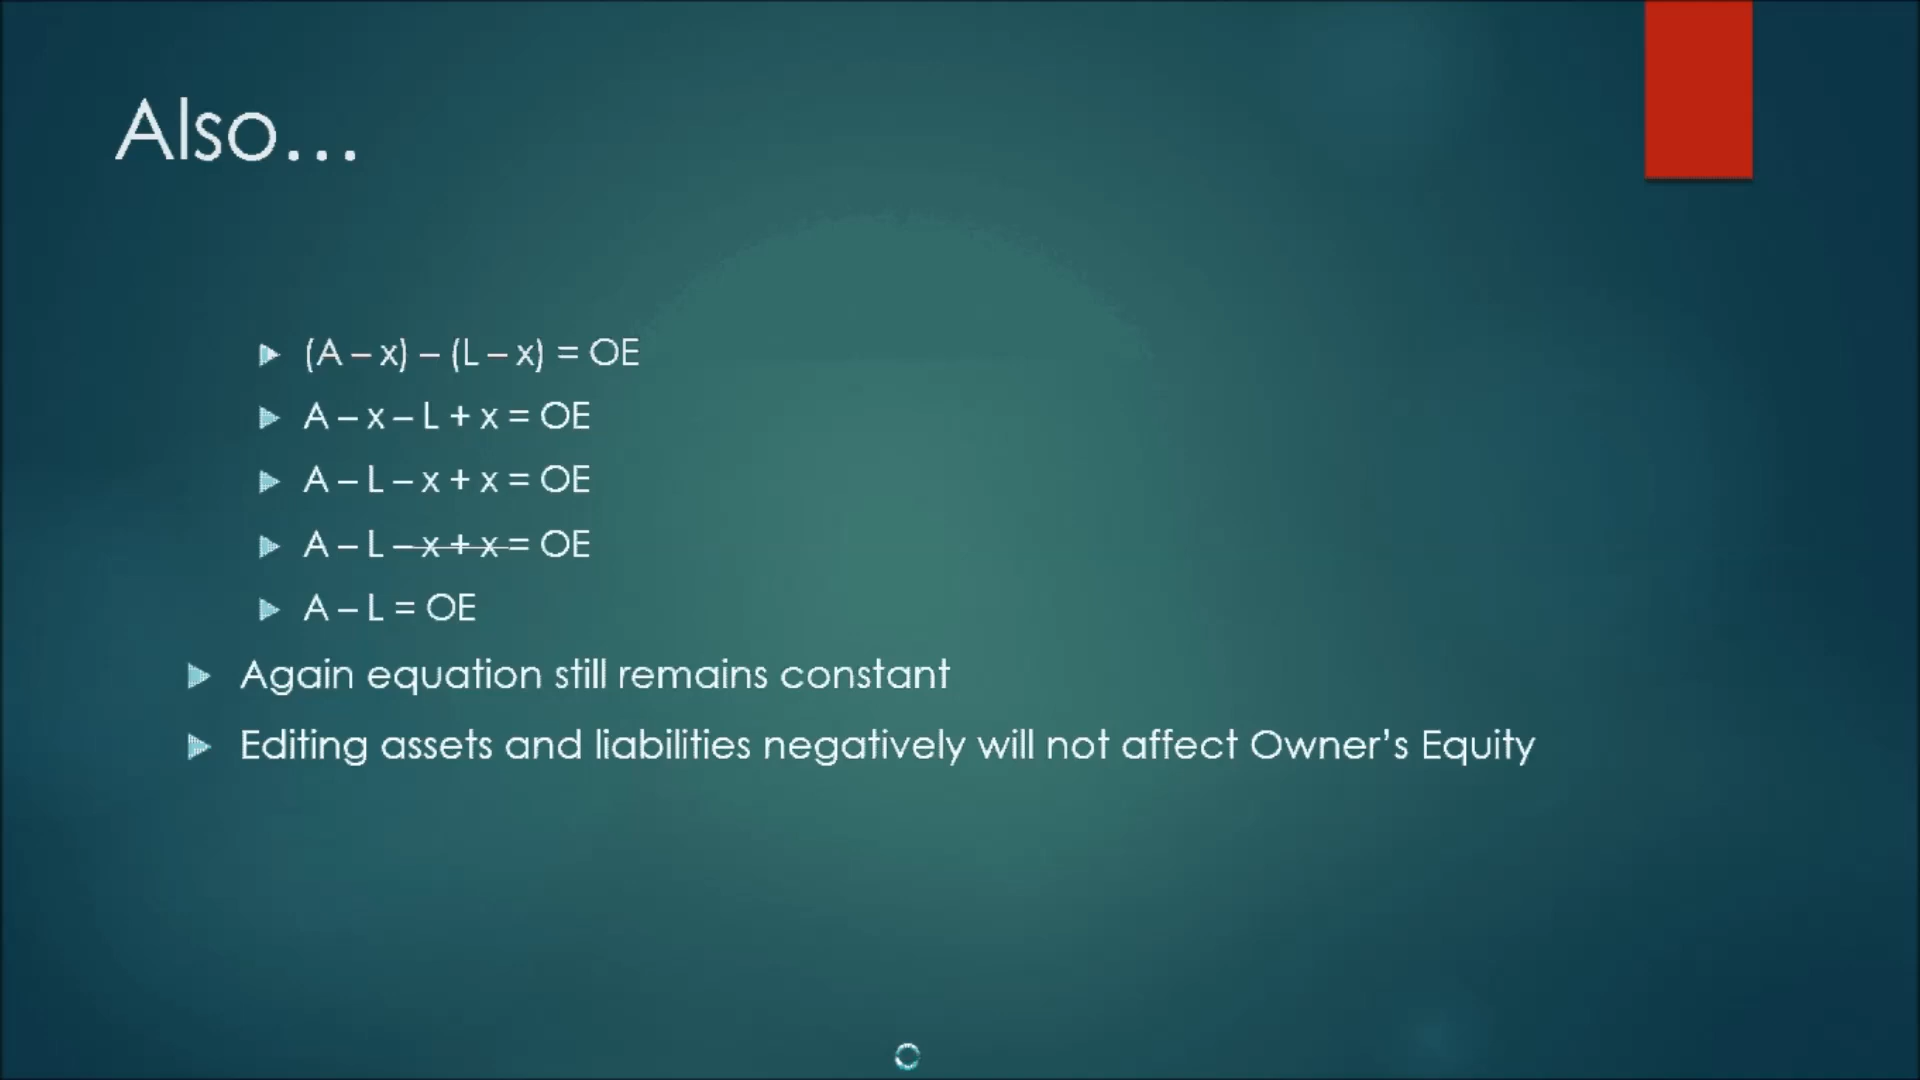 Also...
(A – x) – (L – x) = OE
A – x – L + x = OE
A – L – x + x = OE
A – L – x + x = OE
A – L = OE
Again equation still remains constant
Editing assets and liabilities negatively will not affect Owner’s Equity